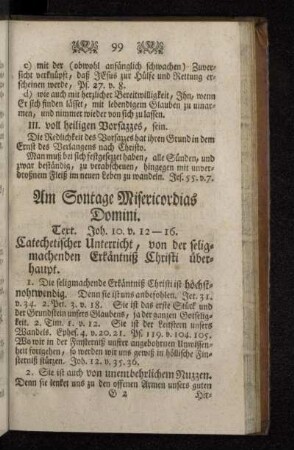 99
c) mit der (obwohl anfänglich schwachen) Zuver-
sicht verknüpft, daß JEsus zur Hülfe und Rettung er-
scheinen werde, Ps. 27. v. 8.
d) wie auch mit herzlicher Bereitwilligkeit, Jhn, wenn
Er sich finden lässet, mit lebendigem Glauben zu umar-
men, und nimmer wieder von sich zu lassen.
III. voll heiligen Vorsazzes, sein.
Die Redlichkeit des Vorsatzes hat ihren Grund in dem
Ernst des Verlangens nach Christo.
Man muß bei sich festgesetzet haben, alle Sünden, und
zwar beständig, zu verabscheuen, hingegen mit unver-
droßnem Fleiß im neuen Leben zu wandeln. Jes. 55. v. 7.
Am Sontage Misericordias
Domini.
Text. Joh. 10. v. 12—16.
Catechetischer Unterricht, von der selig-
machenden Erkäntniß Christi über-
haupt.
1. Die seligmachende Erkäntniß Christi ist höchst-
nohtwendig. Denn sie ist uns anbefohlen. Jer. 31.
v. 34. 2 Pet. 3. v. 18. Sie ist das erste Stück und
der Grundstein unsers Glaubens, ja der ganzen Gotselig-
keit. 2 Tim. 1. v. 12. Sie ist der Leitstern unsers
Wandels. Ephes. 4. v. 20. 21. Ps. 119. v. 104. 105.
Wo wir in der Finsterniß unsrer angebohrnen Unwissen-
heit fortgehen, so werden wir uns gewiß in höllische Fin-
sterniß stürzen. Joh. 12. v. 35. 36.
2. Sie ist auch von unentbehrlichem Nuzzen.
Denn sie lenket uns zu den offenen Armen unsers guten
G 2 Hir-